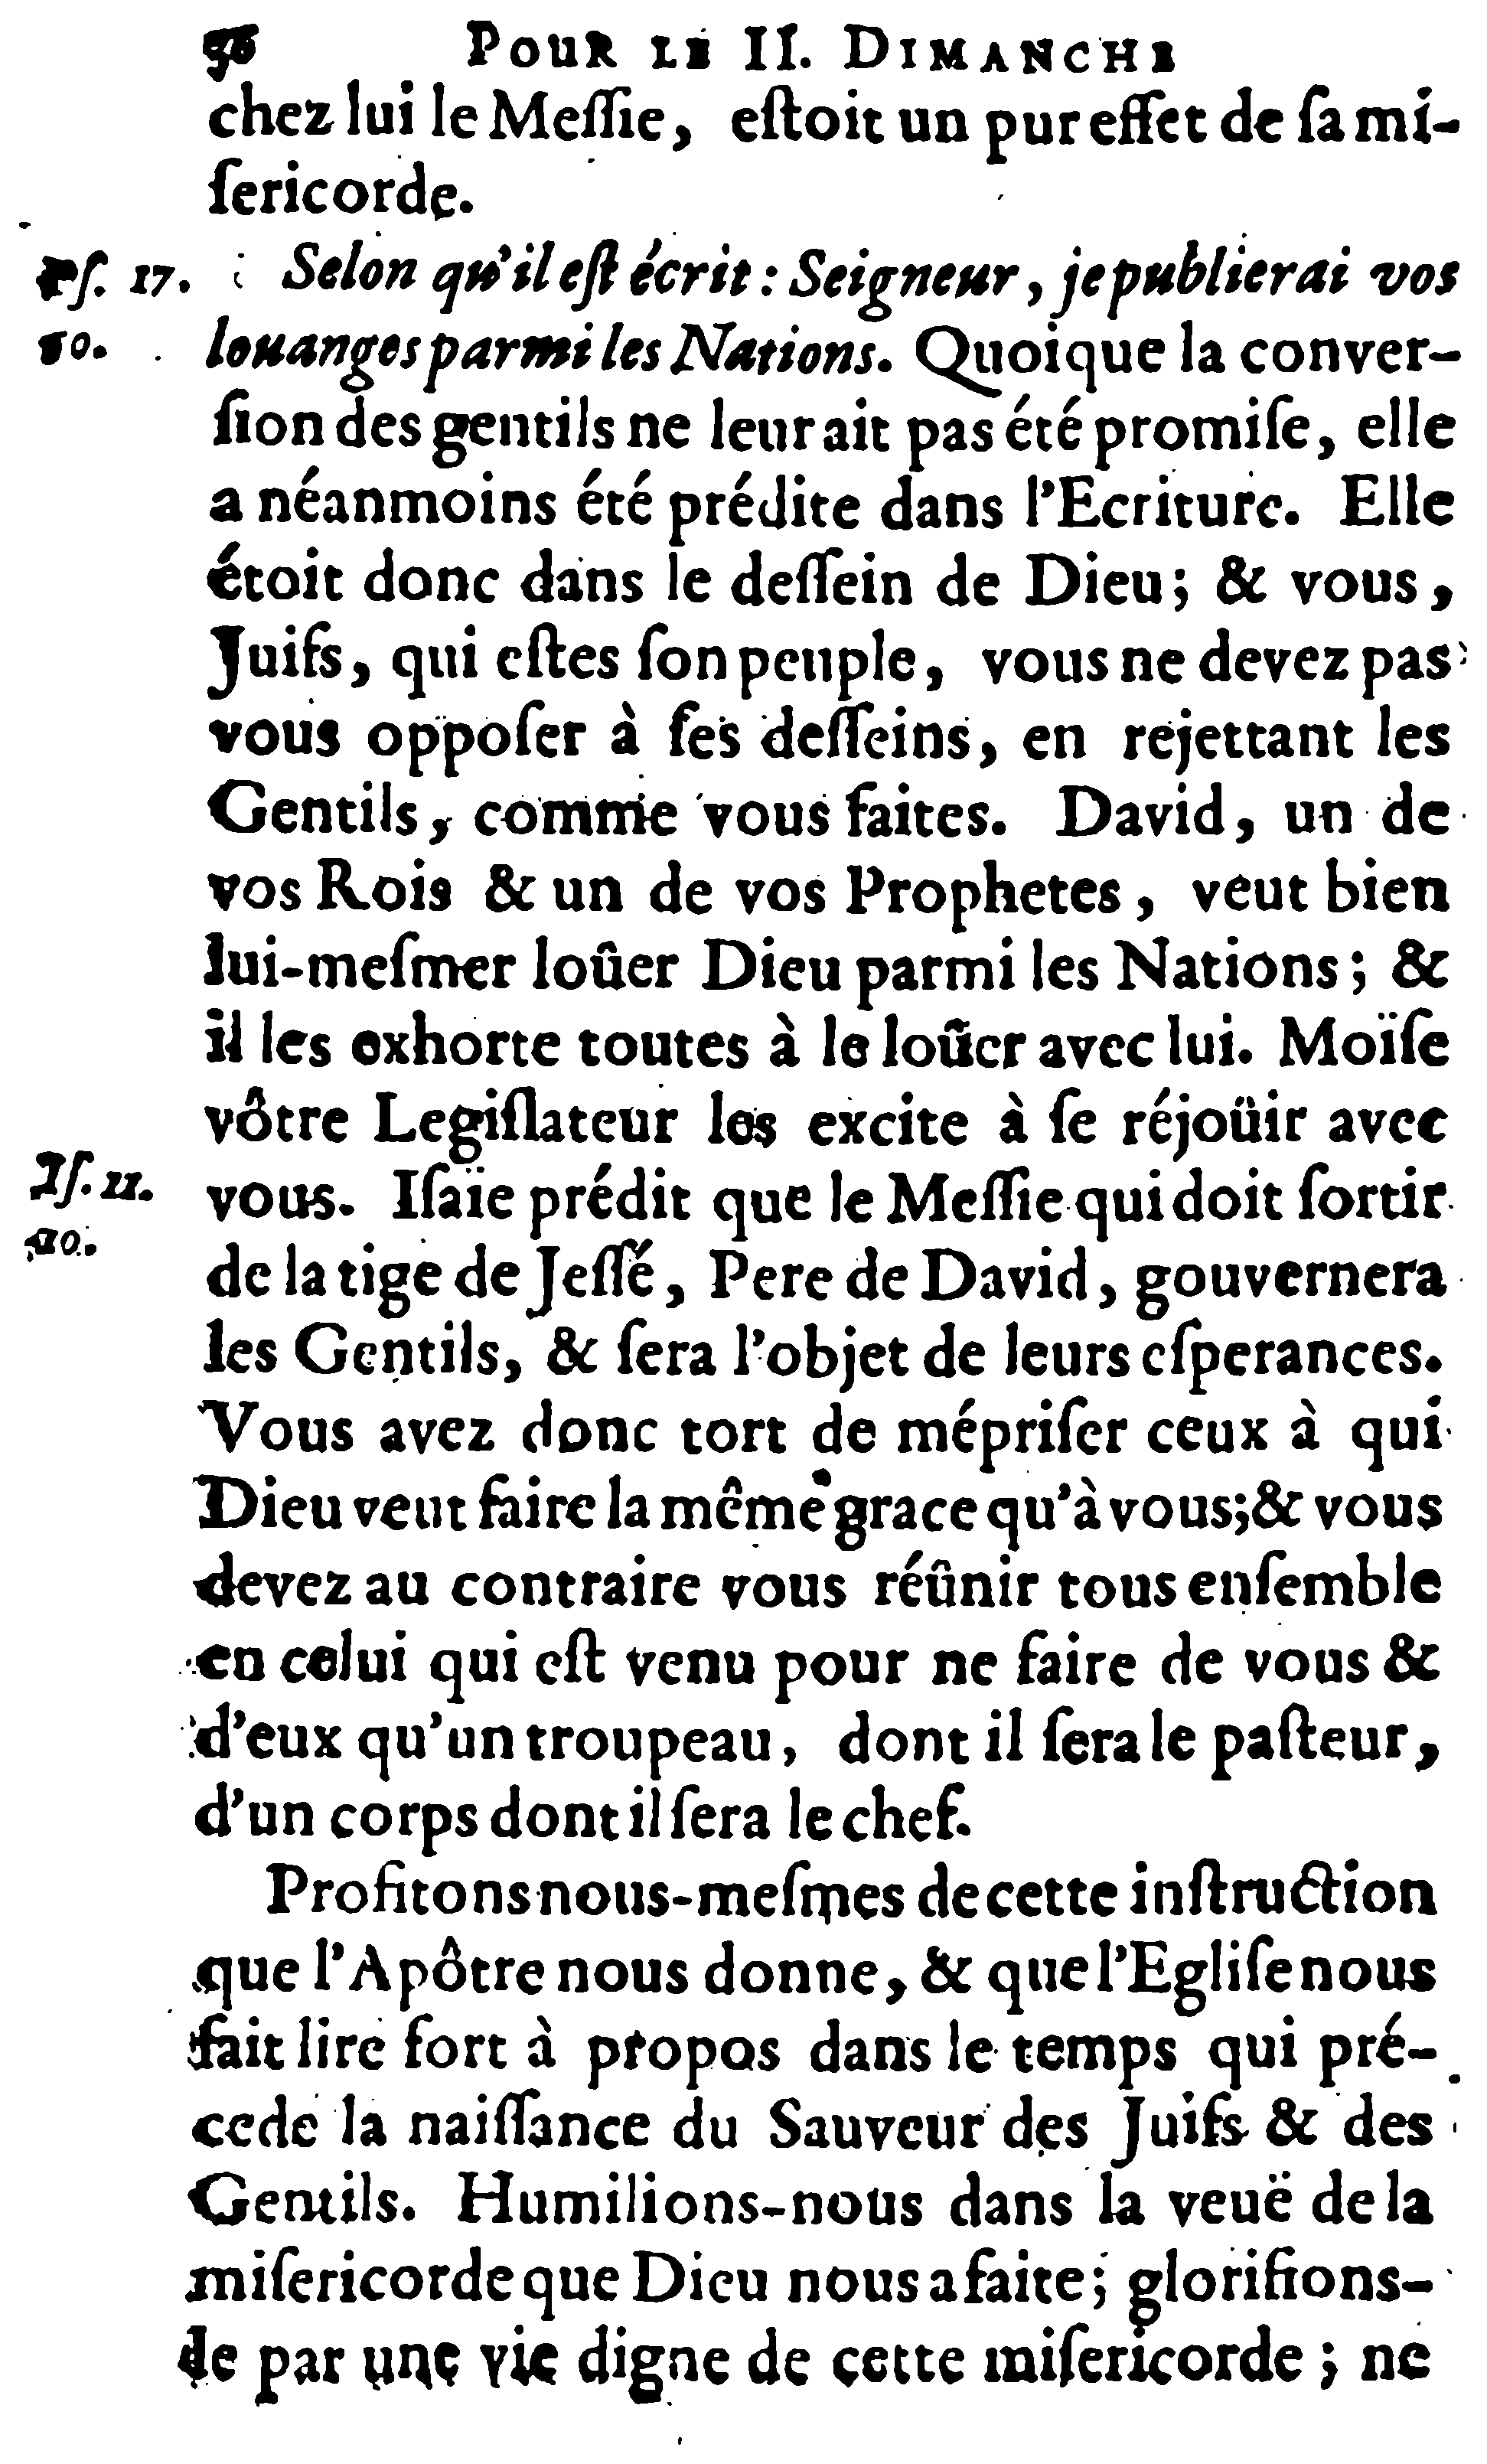 56 POUR LE II. DIMANCHE
chez lui le Meſſie, eſtoit un pur effet de ſa mi-
ſericorde.
Pſ. 17. Selon qu'il eſt écrit : Seigneur, je publierai vos
50. louanges parmi les Nations. Quoique la conver-
ſion des gentils ne leur ait pas été promiſe, elle
a néanmoins été prédite dans l'Ecriture. Elle
étoit donc dans le deſſein de Dieu; & vous,
Juifs, qui eſtes ſon peuple, vous ne devez pas
vous oppoſer à ſes deſſeins, en rejettant les
Gentils, comme vous faites. David, un de
vos Rois & un de vos Prophetes, veut bien
lui-meſmer loûer Dieu parmi les Nations; &
il les exhorte toutes à le loûer avec lui. Moïſe
vôtre Legiſlateur les excite à ſe réjoüir avec
Iſ. 11. vous. Iſaïe prédit que le Meſſie qui doit ſortir
10. de la tige de Jeſſé, Pere de David, gouvernera
les Gentils, & ſera l'objet de leurs eſperances.
Vous avez donc tort de mépriſer ceux à qui
Dieu veut faire la même grace qu'à vous;& vous
devez au contraire vous réûnir tous enſemble
en celui qui eſt venu pour ne faire de vous &
d'eux qu'un troupeau, dont il ſera le paſteur,
d'un corps dont il ſera le chef.
Profitons nous-meſmes de cette inſtruction
que l'Apôtre nous donne, & que l'Egliſe nous
fait lire fort à propos dans le temps qui pré-
cede la naiſſance du Sauveur des Juifs & des
Gentils. Humilions-nous dans la veuë de la
miſericorde que Dieu nous a faite; glorifions-
le par une vie digne de cette miſericorde ; ne